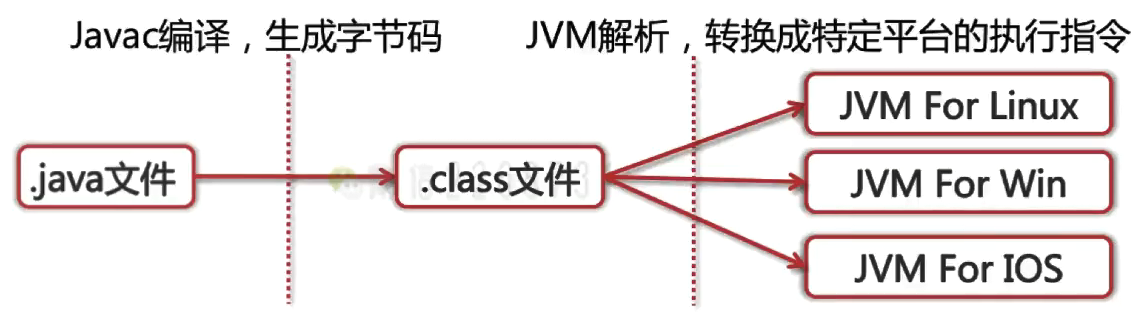 Javac编译，生成字节码
JVM解析，转换成特定平台的执行指令
.java文件
.class文件
JVM For Linux
JVM For Win
JVM For IOS